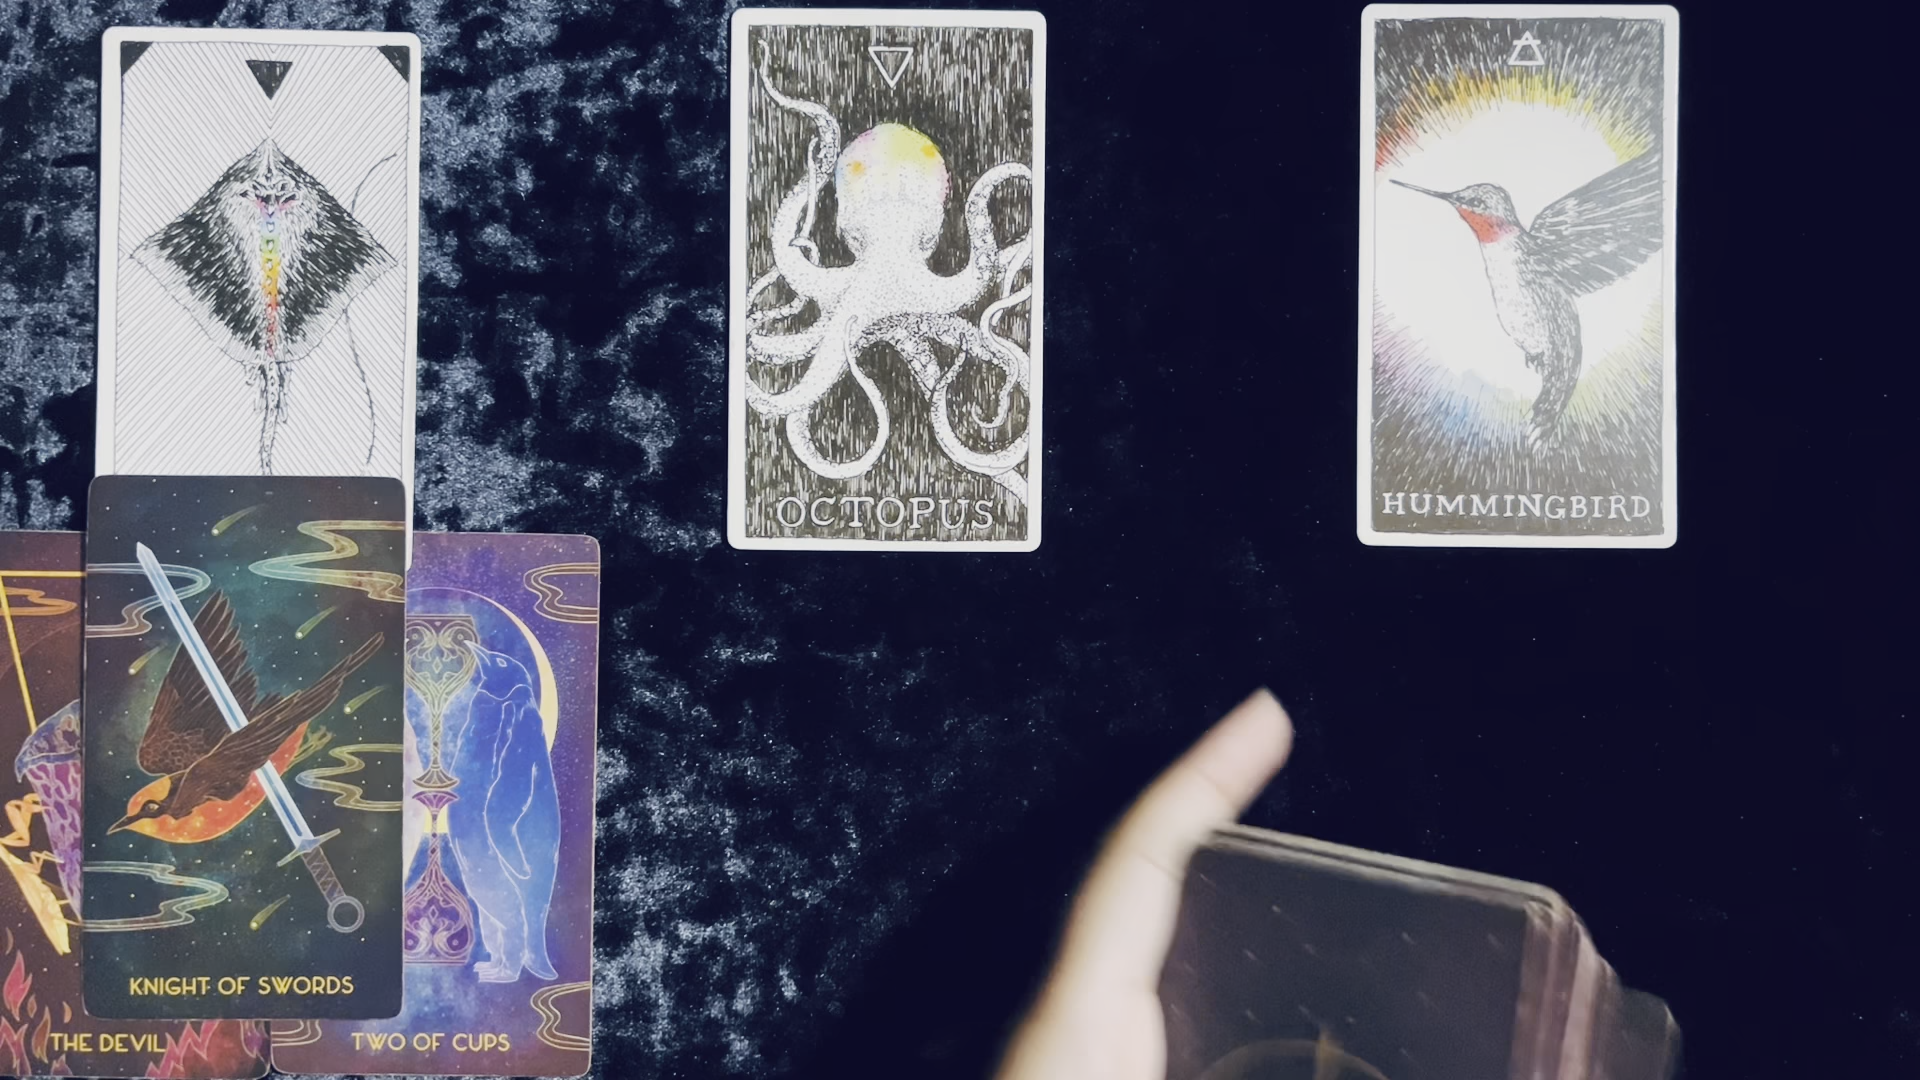 OCTOPUS
HUMMINGBIRD
KNIGHT OF SWORDS
THE DEVIL
TWO OF CUPS